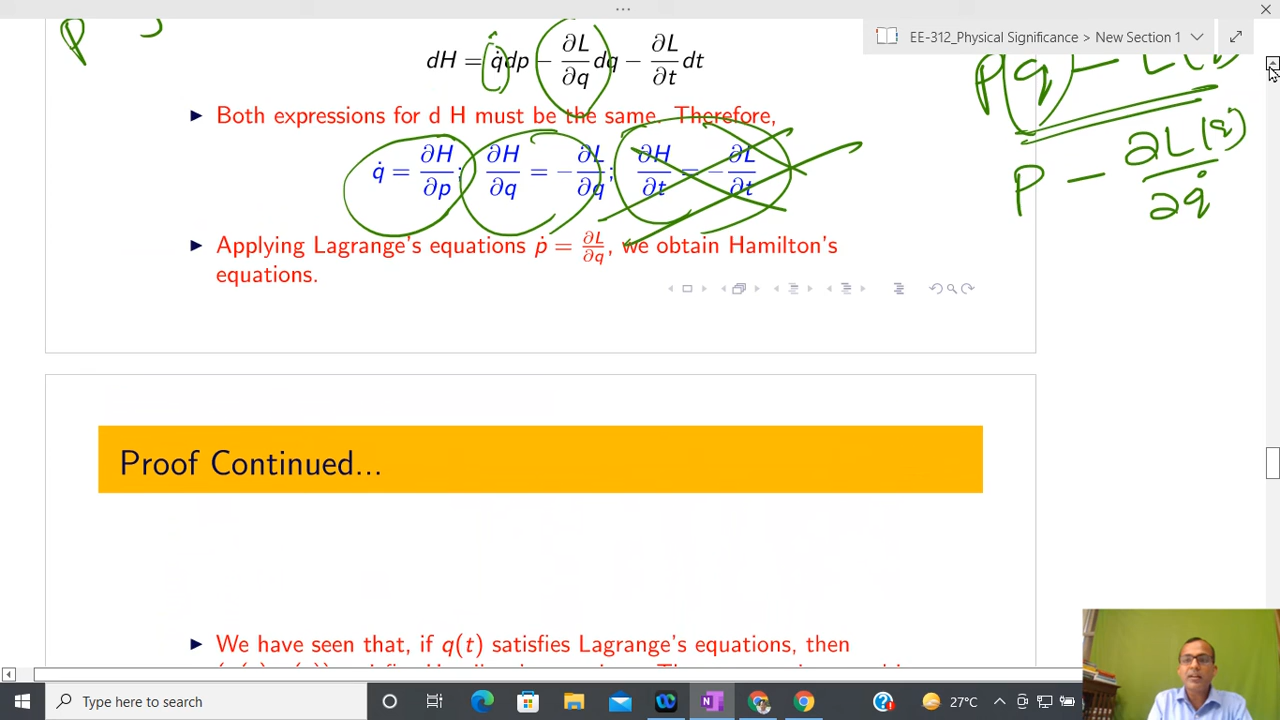 EE-312_Physical Significance > New Section 1
dH = q̇dp − ∂L/∂q dq − ∂L/∂t dt
► Both expressions for d H must be the same. Therefore,
q̇ = ∂H/∂p; ∂H/∂q = −∂L/∂q; ∂H/∂t = −∂L/∂t
p − ∂L(q̇)/∂q̇
► Applying Lagrange's equations ṗ = ∂L/∂q, we obtain Hamilton's
equations.
Proof Continued...
► We have seen that, if q(t) satisfies Lagrange's equations, then
Type here to search
27°C